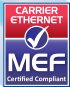 CARRIER
ETHERNET
MEF
Certified Compliant